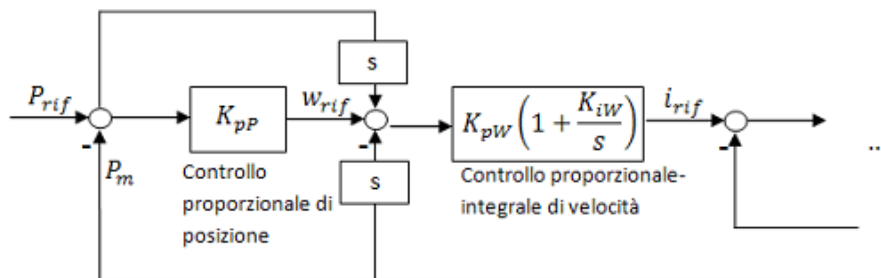 s
P_rif
K_pP
w_rif
K_pW(1 + K_iW/s)
i_rif
-
-
-
P_m
s
..
Controllo
proporzionale di
posizione
Controllo proporzionale-
integrale di velocità